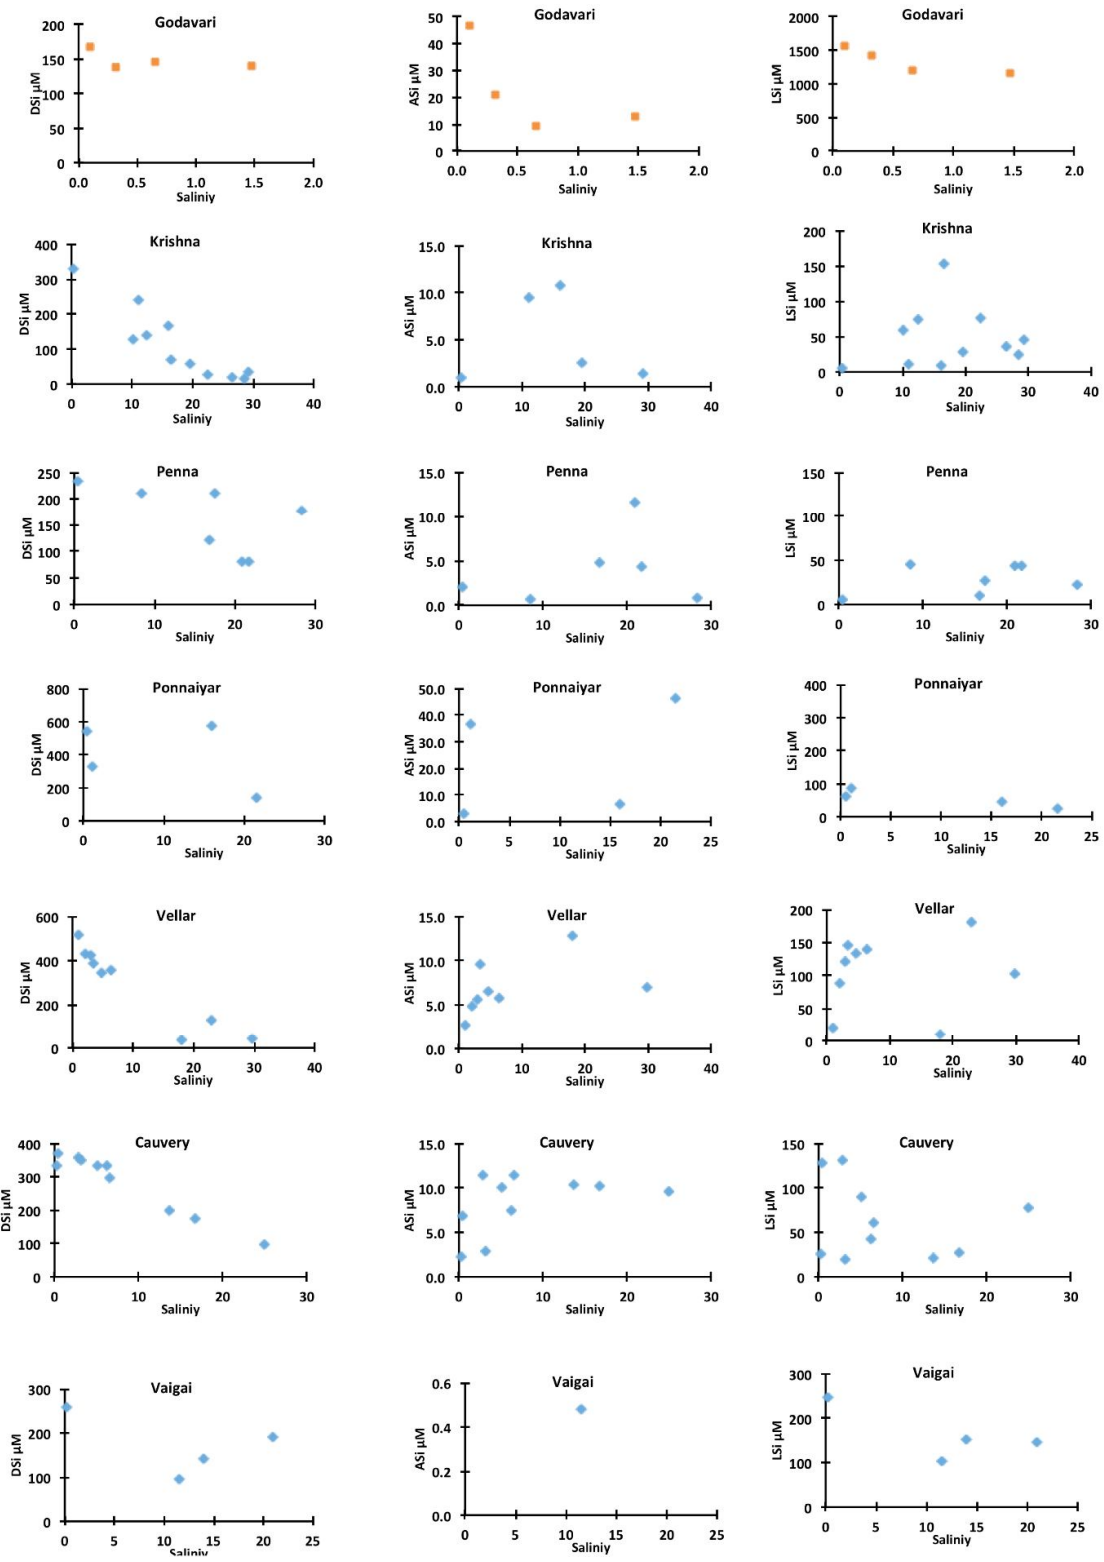 Godavari
DSi µM
200
150
100
50
0
0.0 0.5 1.0 1.5 2.0
Saliniy
Godavari
ASi µM
50
40
30
20
10
0
0.0 0.5 1.0 1.5 2.0
Saliniy
Godavari
LSi µM
2000
1500
1000
500
0
0.0 0.5 1.0 1.5 2.0
Saliniy
Krishna
DSi µM
400
300
200
100
0
0 10 20 30 40
Saliniy
Krishna
ASi µM
15.0
10.0
5.0
0.0
0 10 20 30 40
Saliniy
Krishna
LSi µM
200
150
100
50
0
0 10 20 30 40
Saliniy
Penna
DSi µM
250
200
150
100
50
0
0 10 20 30
Saliniy
Penna
ASi µM
15.0
10.0
5.0
0.0
0 10 20 30
Saliniy
Penna
LSi µM
150
100
50
0
0 10 20 30
Saliniy
Ponnaiyar
DSi µM
800
600
400
200
0
0 10 20 30
Saliniy
Ponnaiyar
ASi µM
50.0
40.0
30.0
20.0
10.0
0.0
0 5 10 15 20 25
Saliniy
Ponnaiyar
LSi µM
400
300
200
100
0
0 5 10 15 20 25
Saliniy
Vellar
DSi µM
600
400
200
0
0 10 20 30 40
Saliniy
Vellar
ASi µM
15.0
10.0
5.0
0.0
0 10 20 30 40
Saliniy
Vellar
LSi µM
200
150
100
50
0
0 10 20 30 40
Saliniy
Cauvery
DSi µM
400
300
200
100
0
0 10 20 30
Saliniy
Cauvery
ASi µM
15.0
10.0
5.0
0.0
0 10 20 30
Saliniy
Cauvery
LSi µM
150
100
50
0
0 10 20 30
Saliniy
Vaigai
DSi µM
300
200
100
0
0 5 10 15 20 25
Saliniy
Vaigai
ASi µM
0.6
0.4
0.2
0.0
0 5 10 15 20 25
Saliniy
Vaigai
LSi µM
300
200
100
0
0 5 10 15 20 25
Saliniy